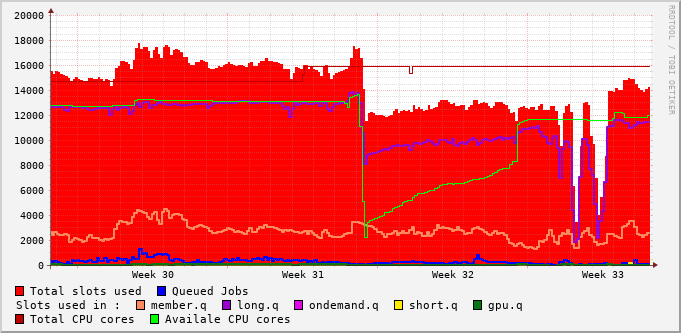 20000
18000
16000
14000
12000
10000
8000
6000
4000
2000
0
Week 30 Week 31 Week 32 Week 33
RRDTOOL / TOBI OETIKER
Total slots used Queued Jobs
Slots used in : member.q long.q ondemand.q short.q gpu.q
Total CPU cores Availale CPU cores